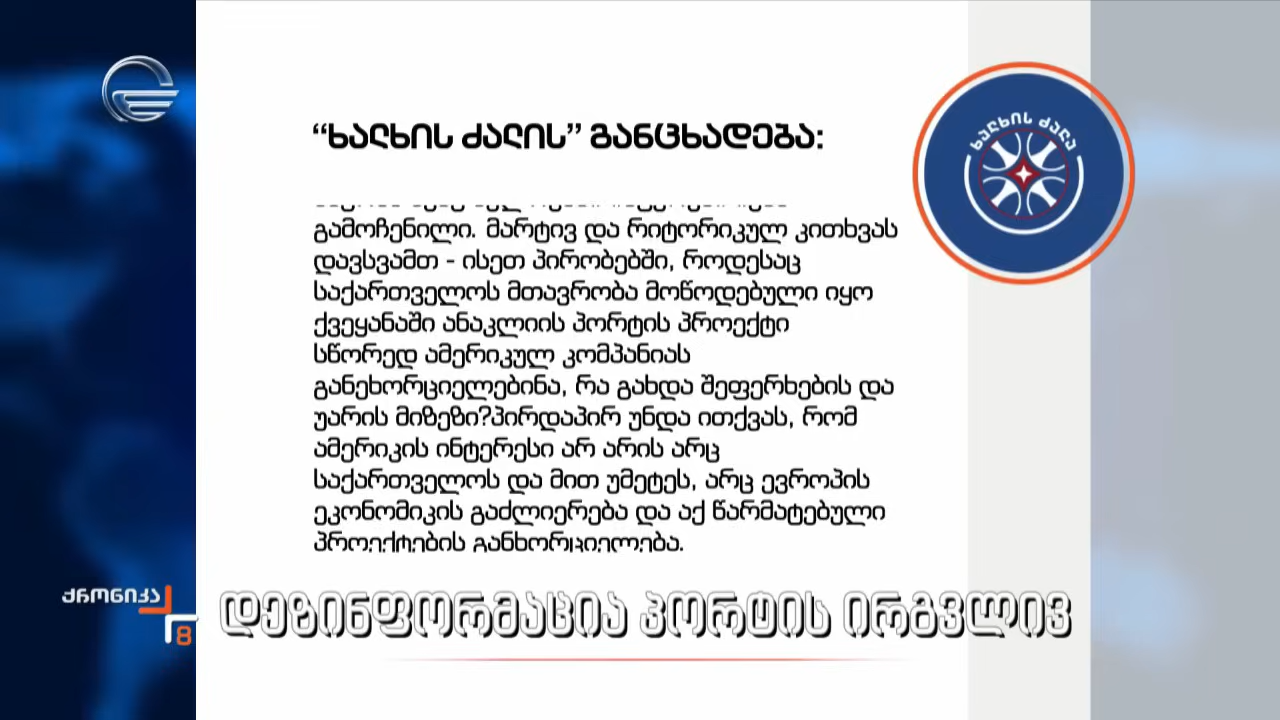 “ხალხის ძალის” განცხადება:
ხალხის ძალა
გამოჩენილი. მარტივ და რიტორიკულ კითხვას
დავსვამთ - ისეთ პირობებში, როდესაც
საქართველოს მთავრობა მოწოდებული იყო
ქვეყანაში ანაკლიის პორტის პროექტი
სწორედ ამერიკულ კომპანიას
განეხორციელებინა, რა გახდა შეფერხების და
უარის მიზეზი?პირდაპირ უნდა ითქვას, რომ
ამერიკის ინტერესი არ არის არც
საქართველოს და მით უმეტეს, არც ევროპის
ეკონომიკის გაძლიერება და აქ წარმატებული
პროექტების განხორციელება.
ქრონიკა
8
დეზინფორმაცია პორტის ირგვლივ